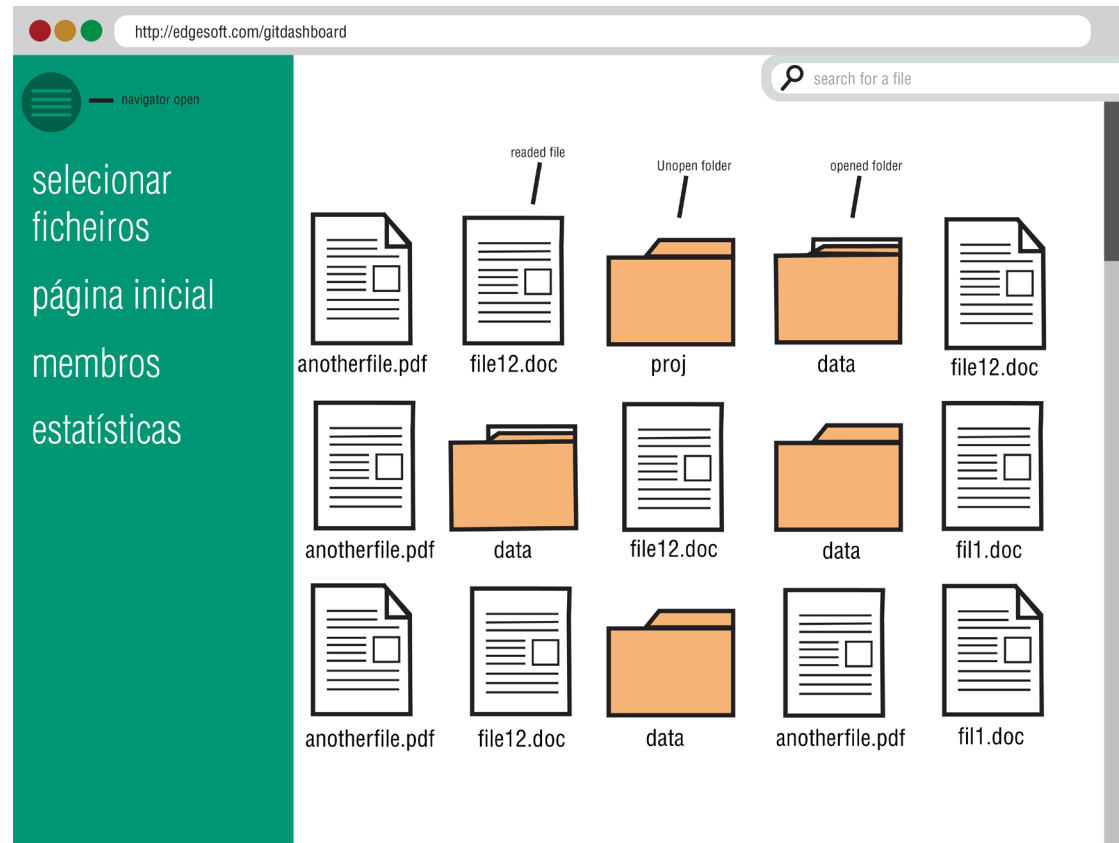 http://edgesoft.com/gitdashboard
search for a file
navigator open
selecionar
ficheiros
página inicial
membros
estatísticas
readed file
Unopen folder
opened folder
anotherfile.pdf
file12.doc
proj
data
file12.doc
anotherfile.pdf
data
file12.doc
data
fil1.doc
anotherfile.pdf
file12.doc
data
anotherfile.pdf
fil1.doc